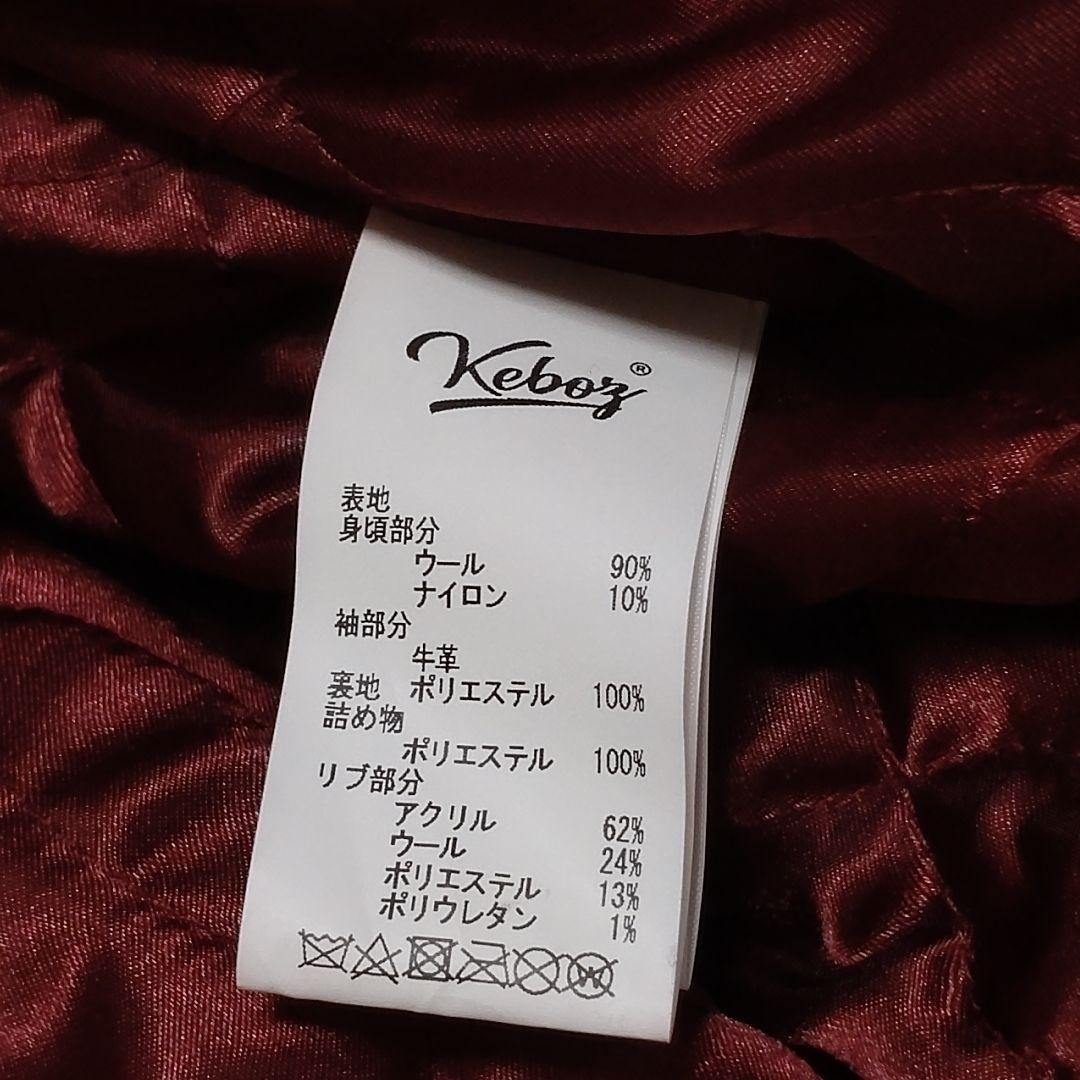 Keboz®
表地
身頃部分
ウール 90%
ナイロン 10%
袖部分
牛革
裏地 ポリエステル 100%
詰め物
ポリエステル 100%
リブ部分
アクリル 62%
ウール 24%
ポリエステル 13%
ポリウレタン 1%
W